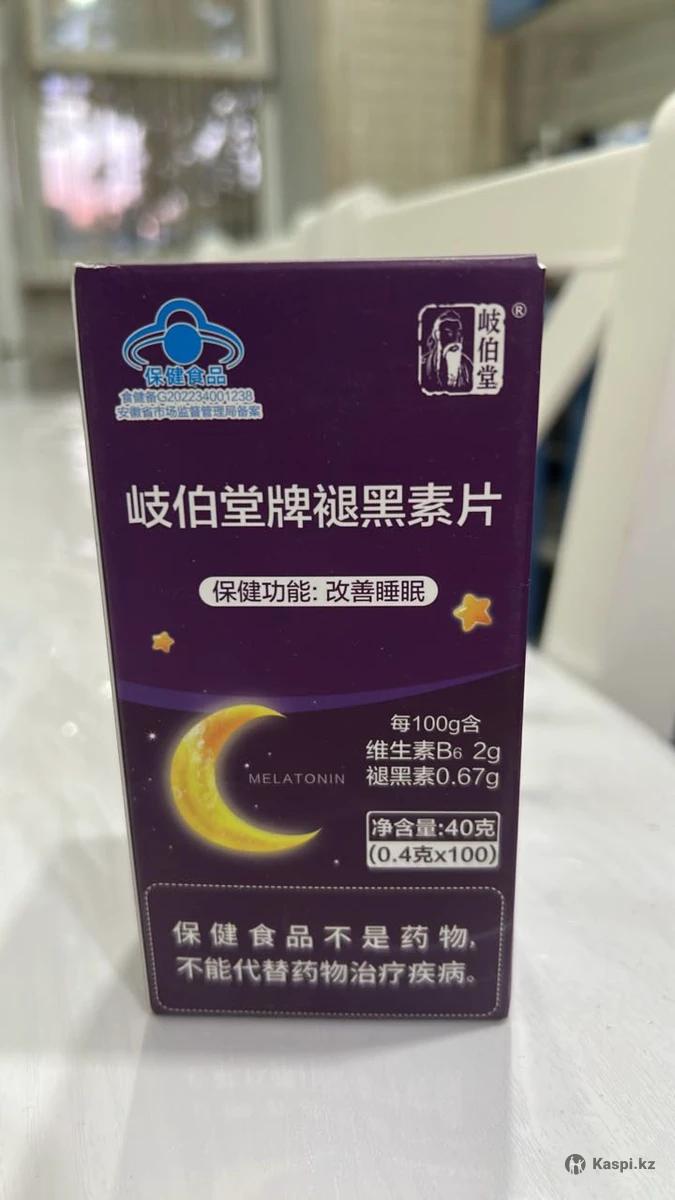 保健食品
食健备G202234001238
安徽省市场监督管理局备案
岐伯堂®
岐伯堂牌褪黑素片
保健功能: 改善睡眠
每100g含
维生素B6 2g
褪黑素0.67g
MELATONIN
净含量:40克
(0.4克x100)
保健食品不是药物,
不能代替药物治疗疾病。
Kaspi.kz